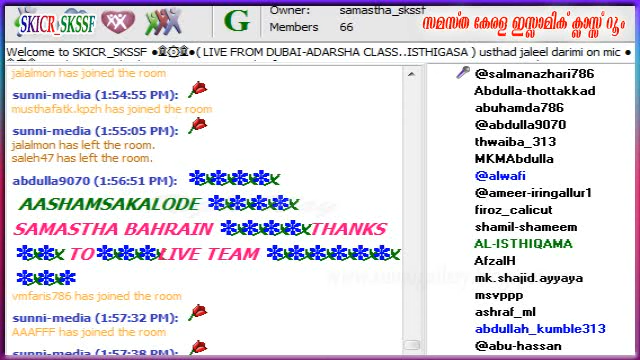 SKICR_SKSSF
G
Owner: samastha_skssf
Members 66
സമസ്ത കേരള ഇസ്ലാമിക് ക്ലാസ്സ് റൂം
Welcome to SKICR_SKSSF ●۩۞۩●( LIVE FROM DUBAI-ADARSHA CLASS..ISTHIGASA ) usthad jaleel darimi on mic
jalalmon has joined the room
sunni-media (1:54:55 PM):
musthafatk.kpzh has joined the room
sunni-media (1:55:05 PM):
jalalmon has left the room.
saleh47 has left the room.
abdulla9070 (1:56:51 PM):
AASHAMSAKALODE
SAMASTHA BAHRAIN THANKS
TO LIVE TEAM
vmfaris786 has joined the room
sunni-media (1:57:32 PM):
AAAFFF has joined the room
sunni-media (1:57:38 PM):
@salmanazhari786
Abdulla-thottakkad
abuhamda786
@abdulla9070
thwaiba_313
MKMAbdulla
@alwafi
@ameer-iringallur1
firoz_calicut
shamil-shameem
AL-ISTHIQAMA
AfzalH
mk.shajid.ayyaya
msvppp
ashraf_ml
abdullah_kumble313
@abu-hassan